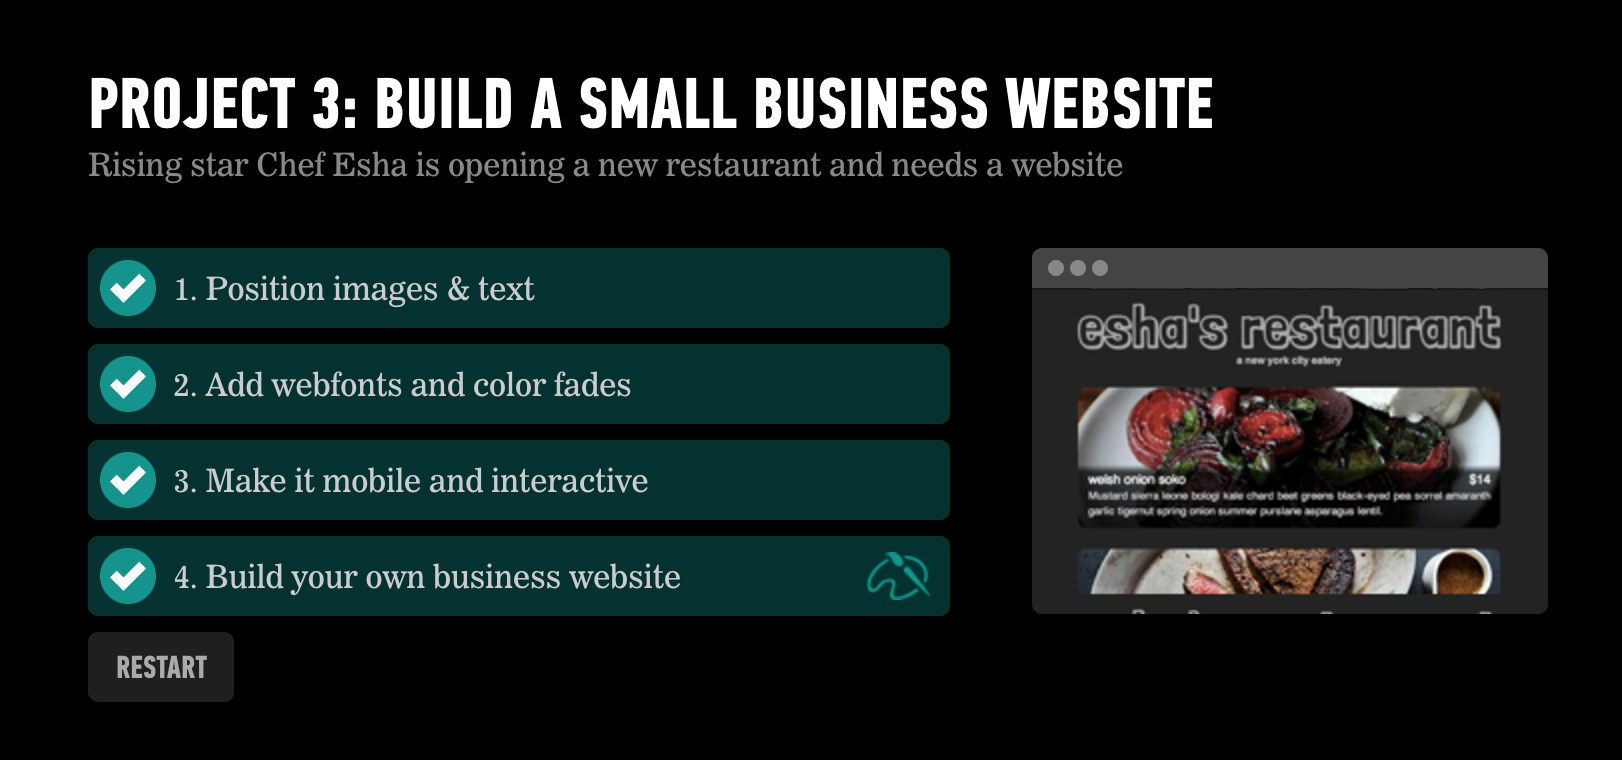 PROJECT 3: BUILD A SMALL BUSINESS WEBSITE
Rising star Chef Esha is opening a new restaurant and needs a website
1. Position images & text
2. Add webfonts and color fades
3. Make it mobile and interactive
4. Build your own business website
RESTART
esha's restaurant
a new york city eatery
welsh onion soko $14
Mustard sierra leone bologi kale chard beet greens black-eyed pea sorrel amaranth
garlic tigernut spring onion summer purslane asparagus lentil.